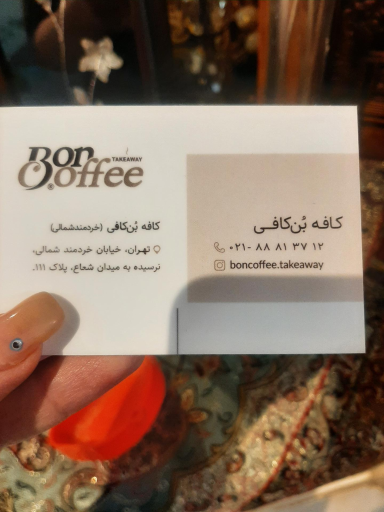 Bon
Coffee
TAKEAWAY
کافه بُن‌کافی (خردمندشمالی)
تهران، خیابان خردمند شمالی،
نرسیده به میدان شعاع، پلاک ۱۱۱.
کافه بُن‌کافی
۰۲۱- ۸۸ ۸۱ ۳۷ ۱۲
boncoffee.takeaway